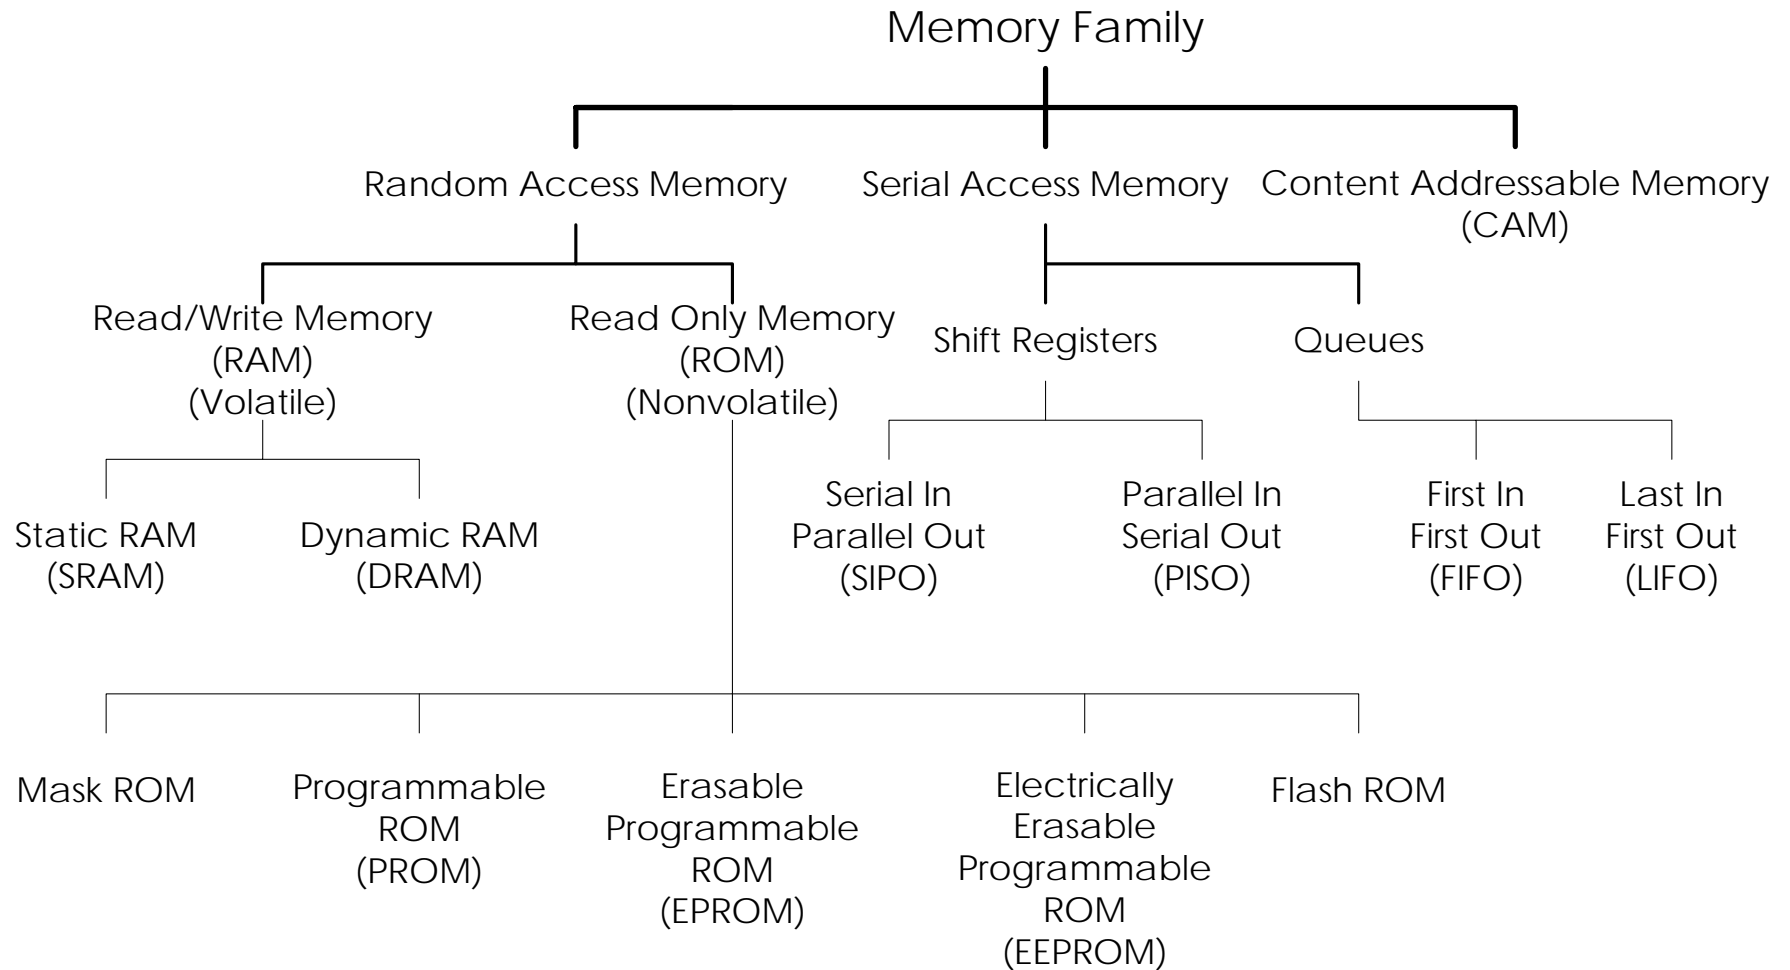 Memory Family
Random Access Memory
Serial Access Memory
Content Addressable Memory
(CAM)
Read/Write Memory
(RAM)
(Volatile)
Read Only Memory
(ROM)
(Nonvolatile)
Shift Registers
Queues
Static RAM
(SRAM)
Dynamic RAM
(DRAM)
Serial In
Parallel Out
(SIPO)
Parallel In
Serial Out
(PISO)
First In
First Out
(FIFO)
Last In
First Out
(LIFO)
Mask ROM
Programmable
ROM
(PROM)
Erasable
Programmable
ROM
(EPROM)
Electrically
Erasable
Programmable
ROM
(EEPROM)
Flash ROM